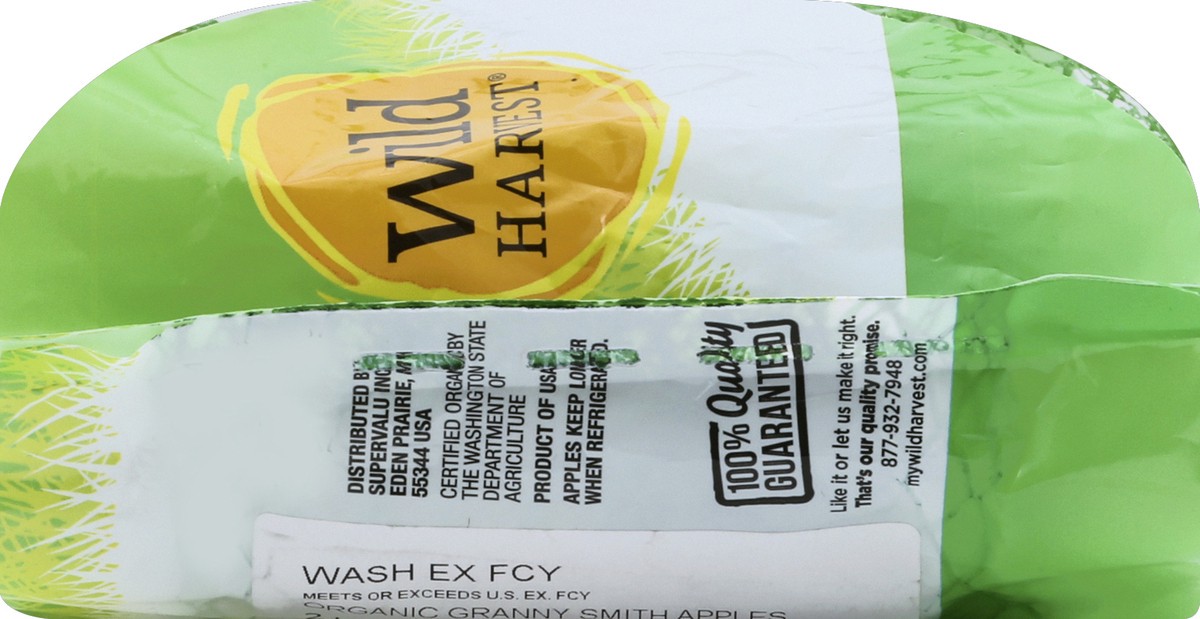 Wild
HARVEST®
DISTRIBUTED BY
SUPERVALU INC.
EDEN PRAIRIE, MN
55344 USA
CERTIFIED ORGANIC BY
THE WASHINGTON STATE
DEPARTMENT OF
AGRICULTURE
PRODUCT OF USA
APPLES KEEP LONGER
WHEN REFRIGERATED.
100% Quality
GUARANTEED
Like it or let us make it right.
That's our quality promise.
877-932-7948
mywildharvest.com
WASH EX FCY
MEETS OR EXCEEDS U.S. EX. FCY
ORGANIC GRANNY SMITH APPLES